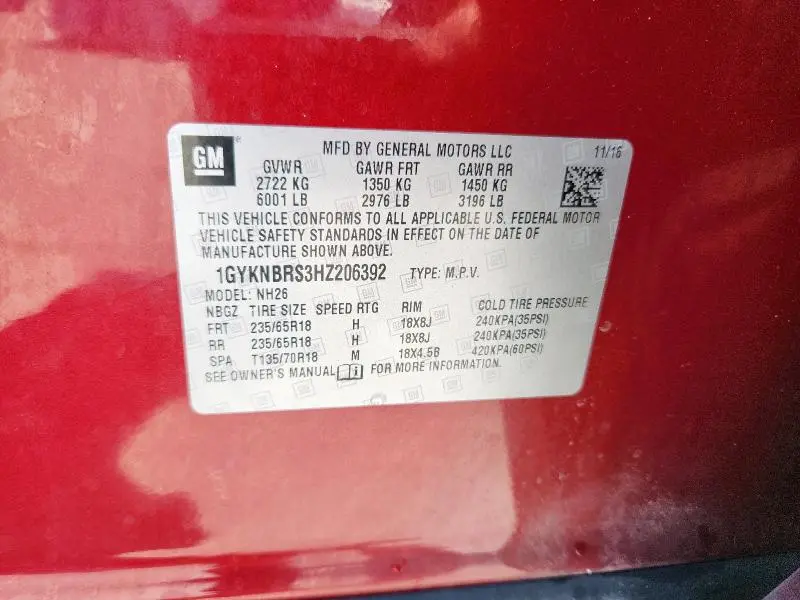 GM
MFD BY GENERAL MOTORS LLC 11/16
GVWR GAWR FRT GAWR RR
2722 KG 1350 KG 1450 KG
6001 LB 2976 LB 3196 LB
THIS VEHICLE CONFORMS TO ALL APPLICABLE U.S. FEDERAL MOTOR
VEHICLE SAFETY STANDARDS IN EFFECT ON THE DATE OF
MANUFACTURE SHOWN ABOVE.
1GYKNBRS3HZ206392 TYPE: M.P.V.
MODEL: NH26
NBGZ TIRE SIZE SPEED RTG RIM COLD TIRE PRESSURE
FRT 235/65R18 H 18X8J 240KPA(35PSI)
RR 235/65R18 H 18X8J 240KPA(35PSI)
SPA T135/70R18 M 18X4.5B 420KPA(60PSI)
SEE OWNER'S MANUAL FOR MORE INFORMATION.